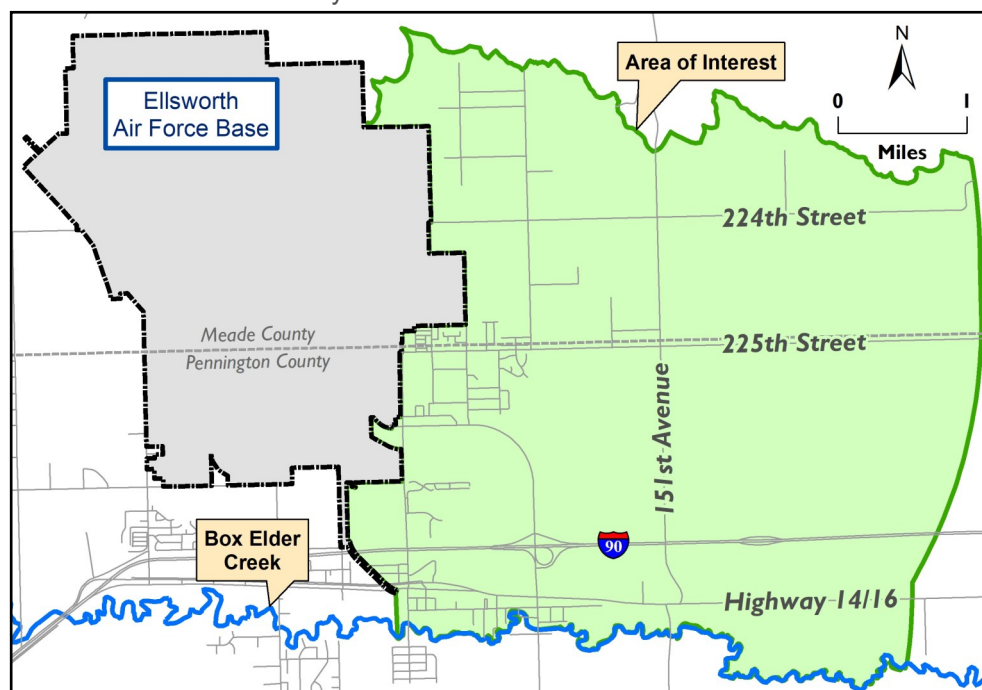 Ellsworth
Air Force Base
Area of Interest
N
0 1
Miles
224th Street
Meade County
Pennington County
225th Street
151st Avenue
Box Elder
Creek
90
Highway 14/16